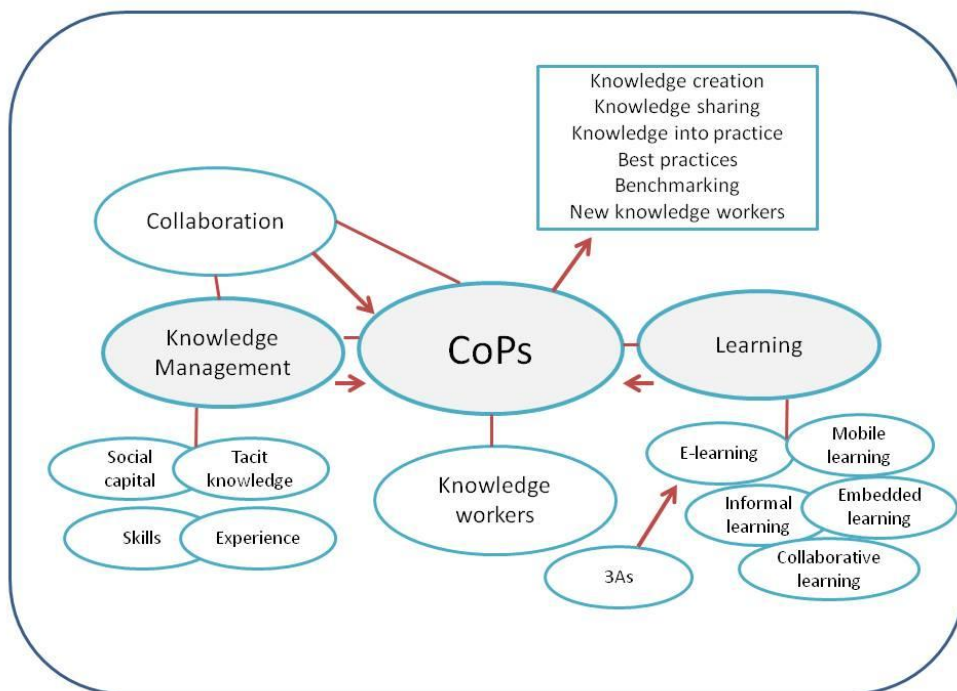 Knowledge creation
Knowledge sharing
Knowledge into practice
Best practices
Benchmarking
New knowledge workers
Collaboration
Knowledge
Management
CoPs
Learning
Social
capital
Tacit
knowledge
Skills
Experience
Knowledge
workers
E-learning
Mobile
learning
Informal
learning
Embedded
learning
Collaborative
learning
3As